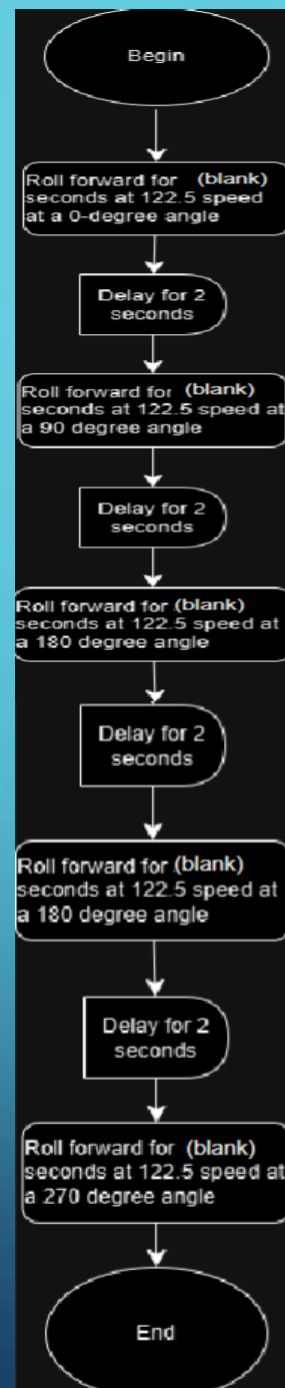 Begin
Roll forward for (blank)
seconds at 122.5 speed
at a 0-degree angle
Delay for 2
seconds
Roll forward for (blank)
seconds at 122.5 speed at
a 90 degree angle
Delay for 2
seconds
Roll forward for (blank)
seconds at 122.5 speed at
a 180 degree angle
Delay for 2
seconds
Roll forward for (blank)
seconds at 122.5 speed at
a 180 degree angle
Delay for 2
seconds
Roll forward for (blank)
seconds at 122.5 speed at
a 270 degree angle
End